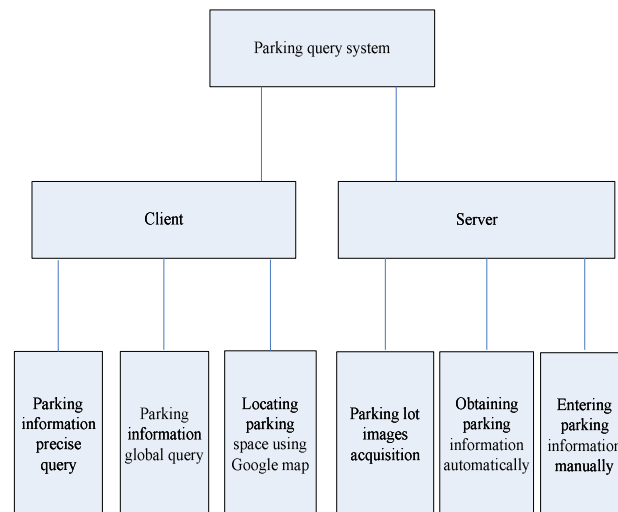 Parking query system
Client
Server
Parking
information
precise
query
Parking
information
global query
Locating
parking
space using
Google map
Parking lot
images
acquisition
Obtaining
parking
information
automatically
Entering
parking
information
manually